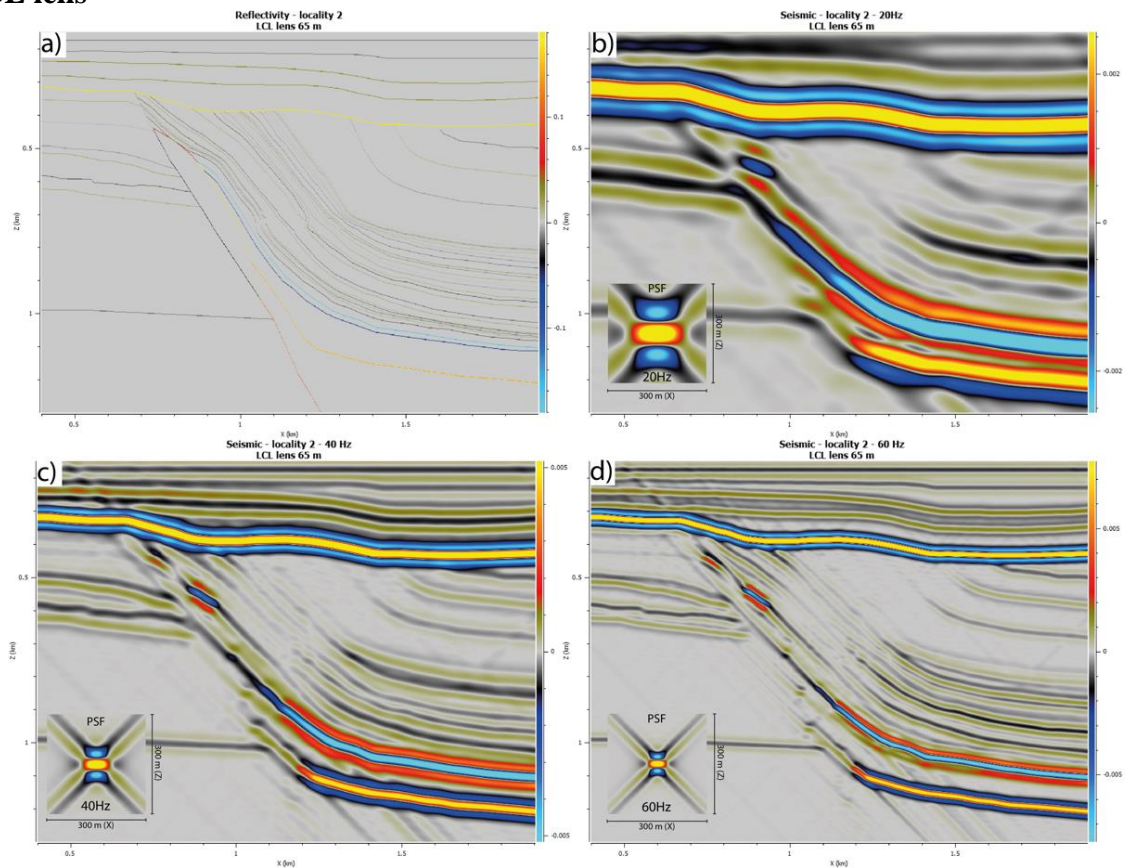 a)
Reflectivity - locality 2
LCL lens 65 m
0.1
0
-0.1
0.5
1
Z (km)
0.5
1
1.5
X (km)
b)
Seismic - locality 2 - 20Hz
LCL lens 65 m
0.002
0
-0.002
0.5
1
Z (km)
PSF
20Hz
300 m (Z)
300 m (X)
0.5
1
1.5
X (km)
c)
Seismic - locality 2 - 40 Hz
LCL lens 65 m
0.005
0
-0.005
0.5
1
Z (km)
PSF
40Hz
300 m (Z)
300 m (X)
0.5
1
1.5
X (km)
d)
Seismic - locality 2 - 60 Hz
LCL lens 65 m
0.005
0
-0.005
0.5
1
Z (km)
PSF
60Hz
300 m (Z)
300 m (X)
0.5
1
1.5
X (km)